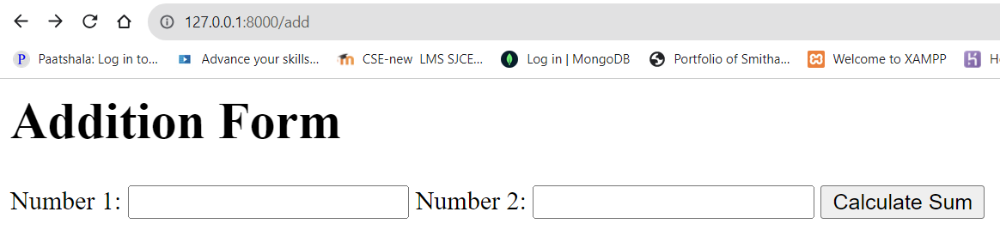 127.0.0.1:8000/add
P Paatshala: Log in to... Advance your skills... CSE-new LMS SJCE... Log in | MongoDB Portfolio of Smitha... Welcome to XAMPP H
Addition Form
Number 1: Number 2: Calculate Sum